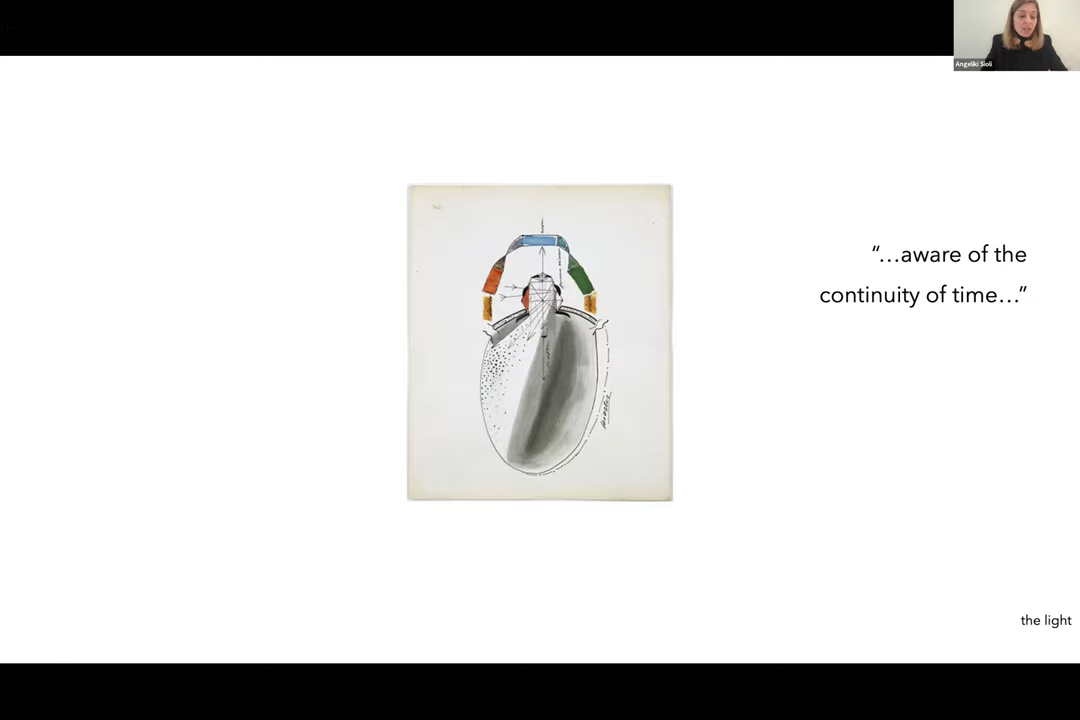 Angeliki Sioli
“...aware of the
continuity of time...”
the light